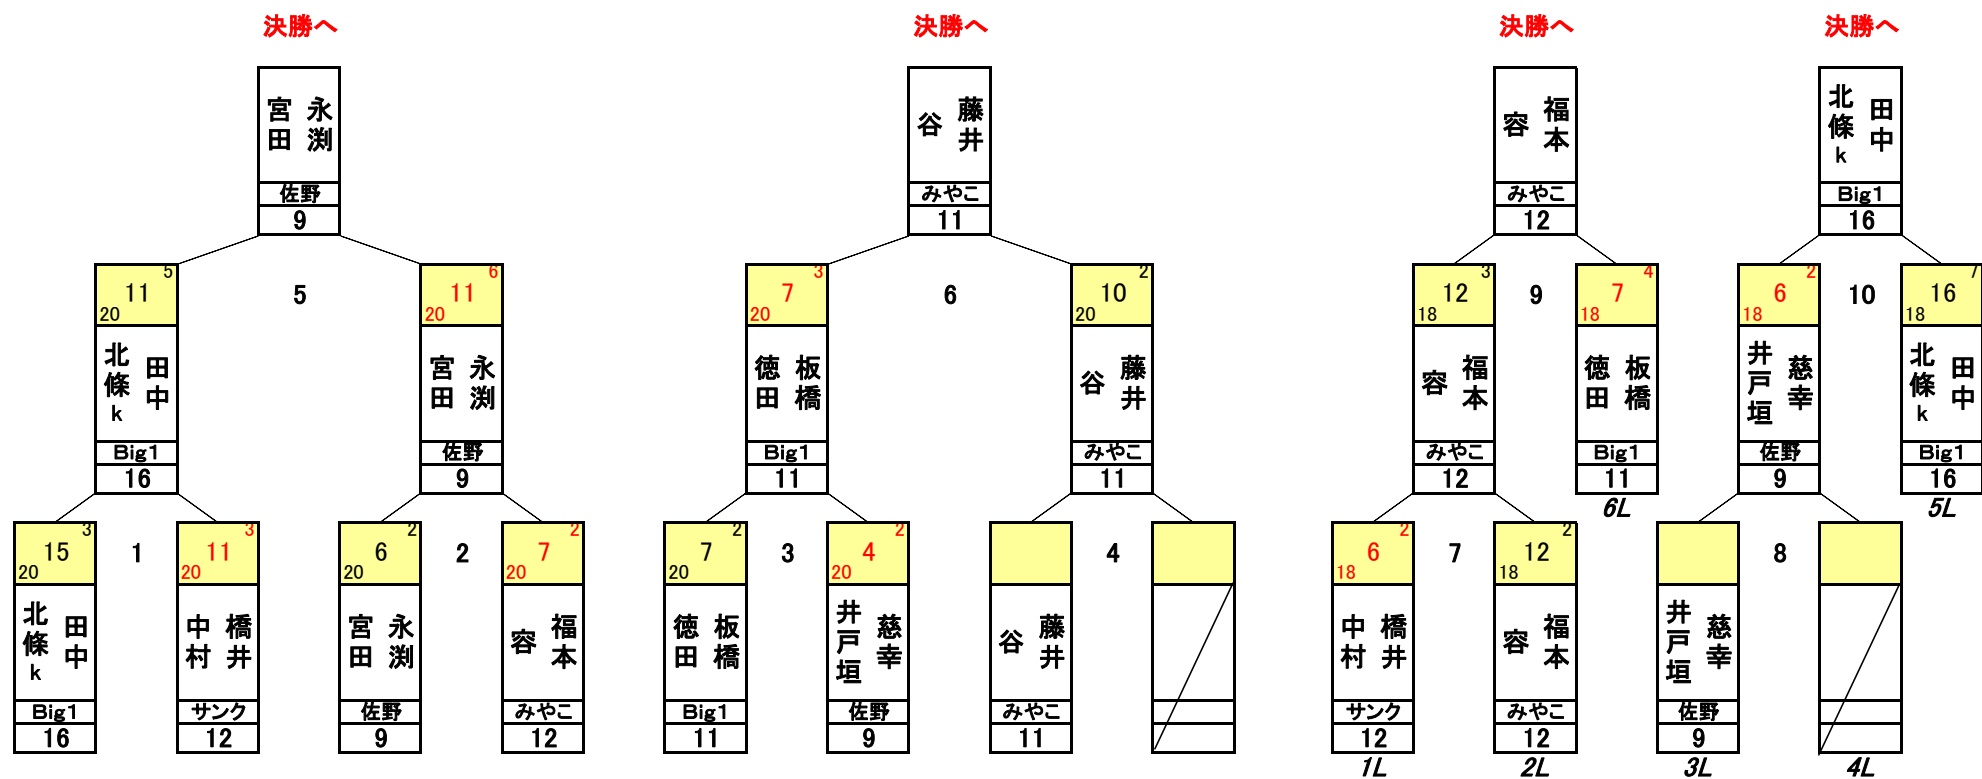 決勝へ 決勝へ 決勝へ 決勝へ
宮田 永渕 谷 藤井 容 福本 北條k 田中
佐野 みやこ みやこ Big1
9 11 12 16
5 6 3 2 3 4 2 7
11 5 11 7 6 10 12 9 7 6 10 16
20 20 20 20 18 18 18 18
北條k 田中 宮田 永渕 徳田 板橋 谷 藤井 容 福本 徳田 板橋 井戸垣 慈幸 北條k 田中
Big1 佐野 Big1 みやこ みやこ Big1 佐野 Big1
16 9 11 11 12 11 9 16
6L 5L
3 3 2 2 2 2 2 2
15 1 11 6 2 7 7 3 4 4 6 7 12 8
20 20 20 20 20 20 18 18
北條k 田中 中村 橋井 宮田 永渕 容 福本 徳田 板橋 井戸垣 慈幸 谷 藤井 中村 橋井 容 福本 井戸垣 慈幸
Big1 サンク 佐野 みやこ Big1 佐野 みやこ サンク みやこ 佐野
16 12 9 12 11 9 11 12 12 9
1L 2L 3L 4L